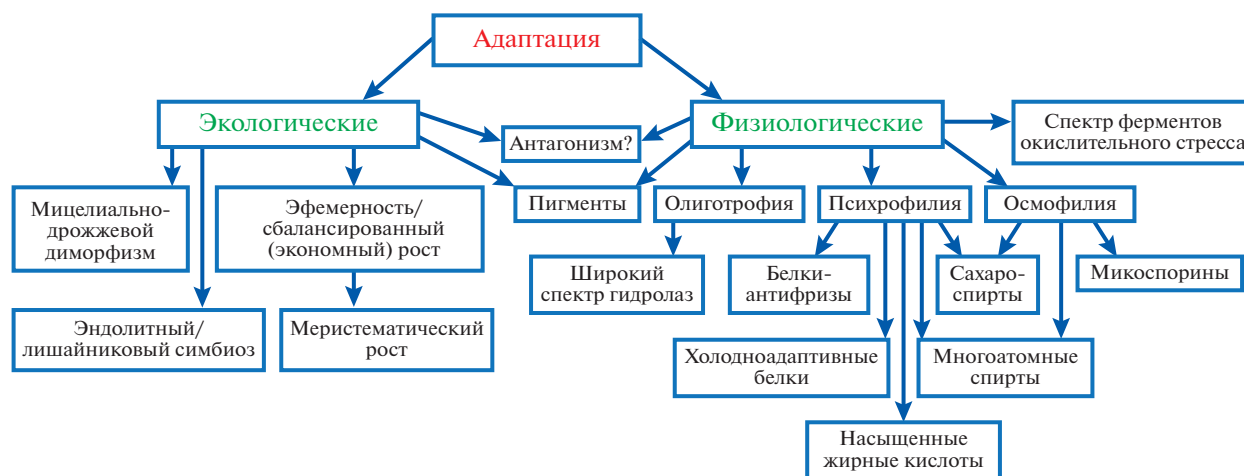 Адаптация
Экологические
Физиологические
Спектр ферментов
окислительного стресса
Антагонизм?
Мицелиально-
дрожжевой
диморфизм
Эфемерность/
сбалансированный
(экономный) рост
Пигменты
Олиготрофия
Психрофилия
Осмофилия
Широкий
спектр гидролаз
Белки-
антифризы
Сахаро-
спирты
Микоспорины
Эндолитный/
лишайниковый симбиоз
Меристематический
рост
Холодноадаптивные
белки
Многоатомные
спирты
Насыщенные
жирные кислоты